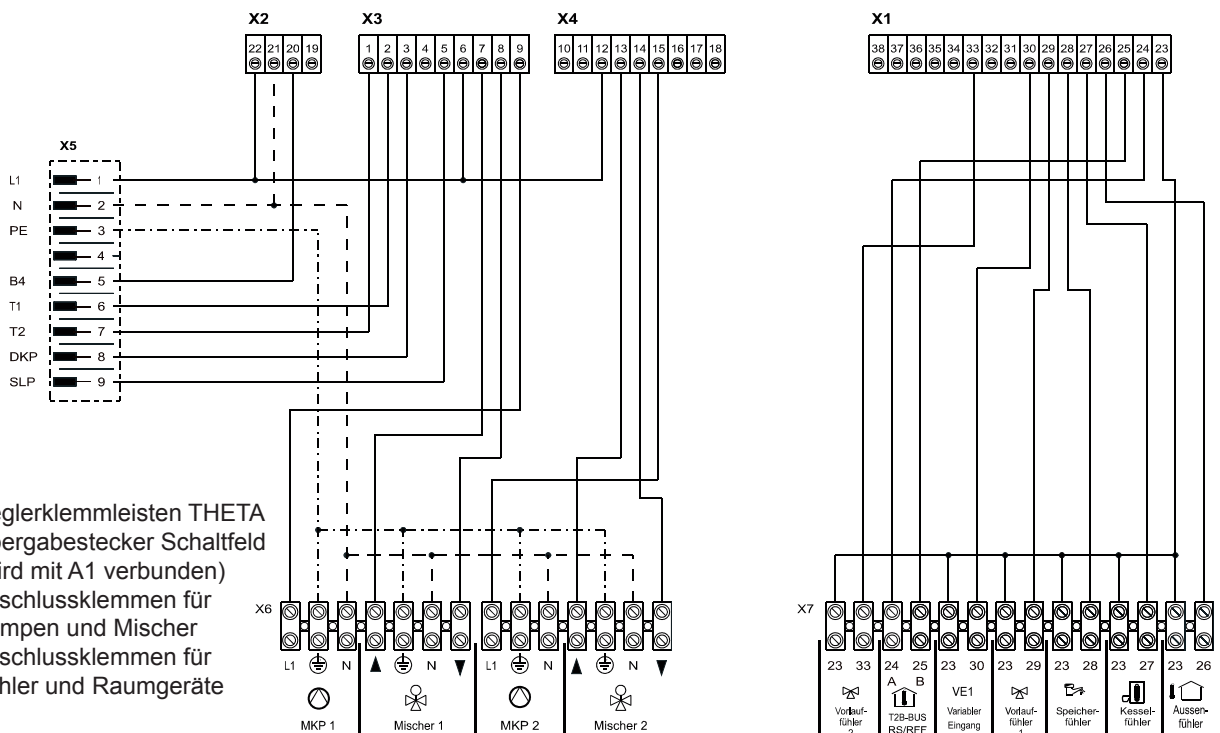 X2 X3 X4 X1
22 21 20 19 1 2 3 4 5 6 7 8 9 10 11 12 13 14 15 16 17 18 38 37 36 35 34 33 32 31 30 29 28 27 26 25 24 23
X5
L1 1
N 2
PE 3
4
B4 5
T1 6
T2 7
DKP 8
SLP 9
eglerklemmleisten THETA
bergabestecker Schaltfeld
ird mit A1 verbunden)
schlussklemmen für
mpen und Mischer
schlussklemmen für
hler und Raumgeräte
X6
L1 N N L1 N N
MKP 1 Mischer 1 MKP 2 Mischer 2
X7
23 33 24 25 23 30 23 29 23 28 23 27 23 26
A B
Vorlauf-
fühler
2
T2B-BUS
RS/RFF
VE1
Variabler
Eingang
Vorlauf-
fühler
1
Speicher-
fühler
Kessel-
fühler
Aussen-
fühler